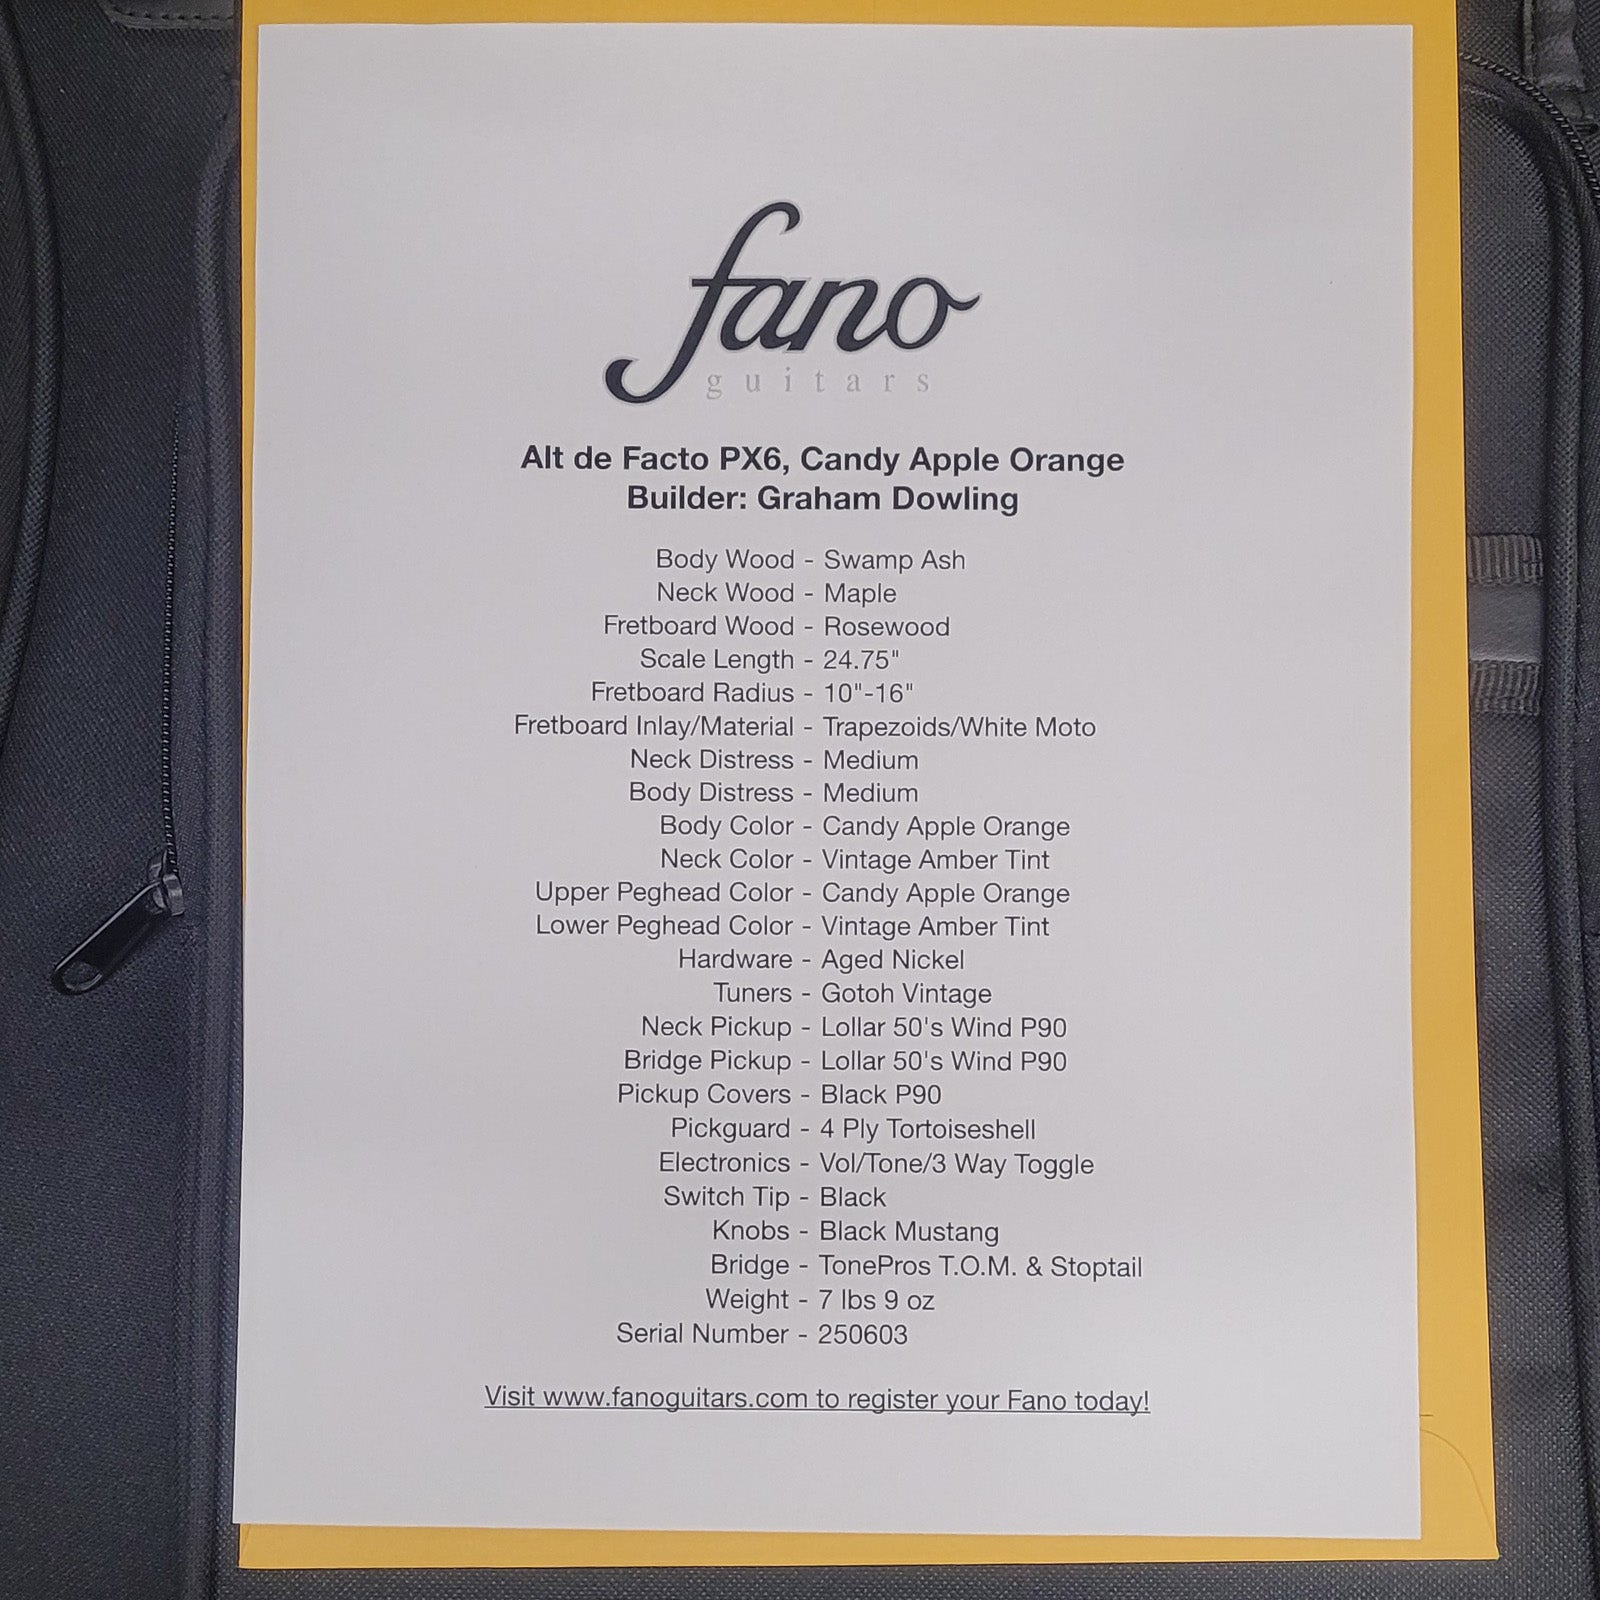 fano
guitars
Alt de Facto PX6, Candy Apple Orange
Builder: Graham Dowling
Body Wood - Swamp Ash
Neck Wood - Maple
Fretboard Wood - Rosewood
Scale Length - 24.75"
Fretboard Radius - 10"-16"
Fretboard Inlay/Material - Trapezoids/White Moto
Neck Distress - Medium
Body Distress - Medium
Body Color - Candy Apple Orange
Neck Color - Vintage Amber Tint
Upper Peghead Color - Candy Apple Orange
Lower Peghead Color - Vintage Amber Tint
Hardware - Aged Nickel
Tuners - Gotoh Vintage
Neck Pickup - Lollar 50's Wind P90
Bridge Pickup - Lollar 50's Wind P90
Pickup Covers - Black P90
Pickguard - 4 Ply Tortoiseshell
Electronics - Vol/Tone/3 Way Toggle
Switch Tip - Black
Knobs - Black Mustang
Bridge - TonePros T.O.M. & Stoptail
Weight - 7 lbs 9 oz
Serial Number - 250603
Visit www.fanoguitars.com to register your Fano today!